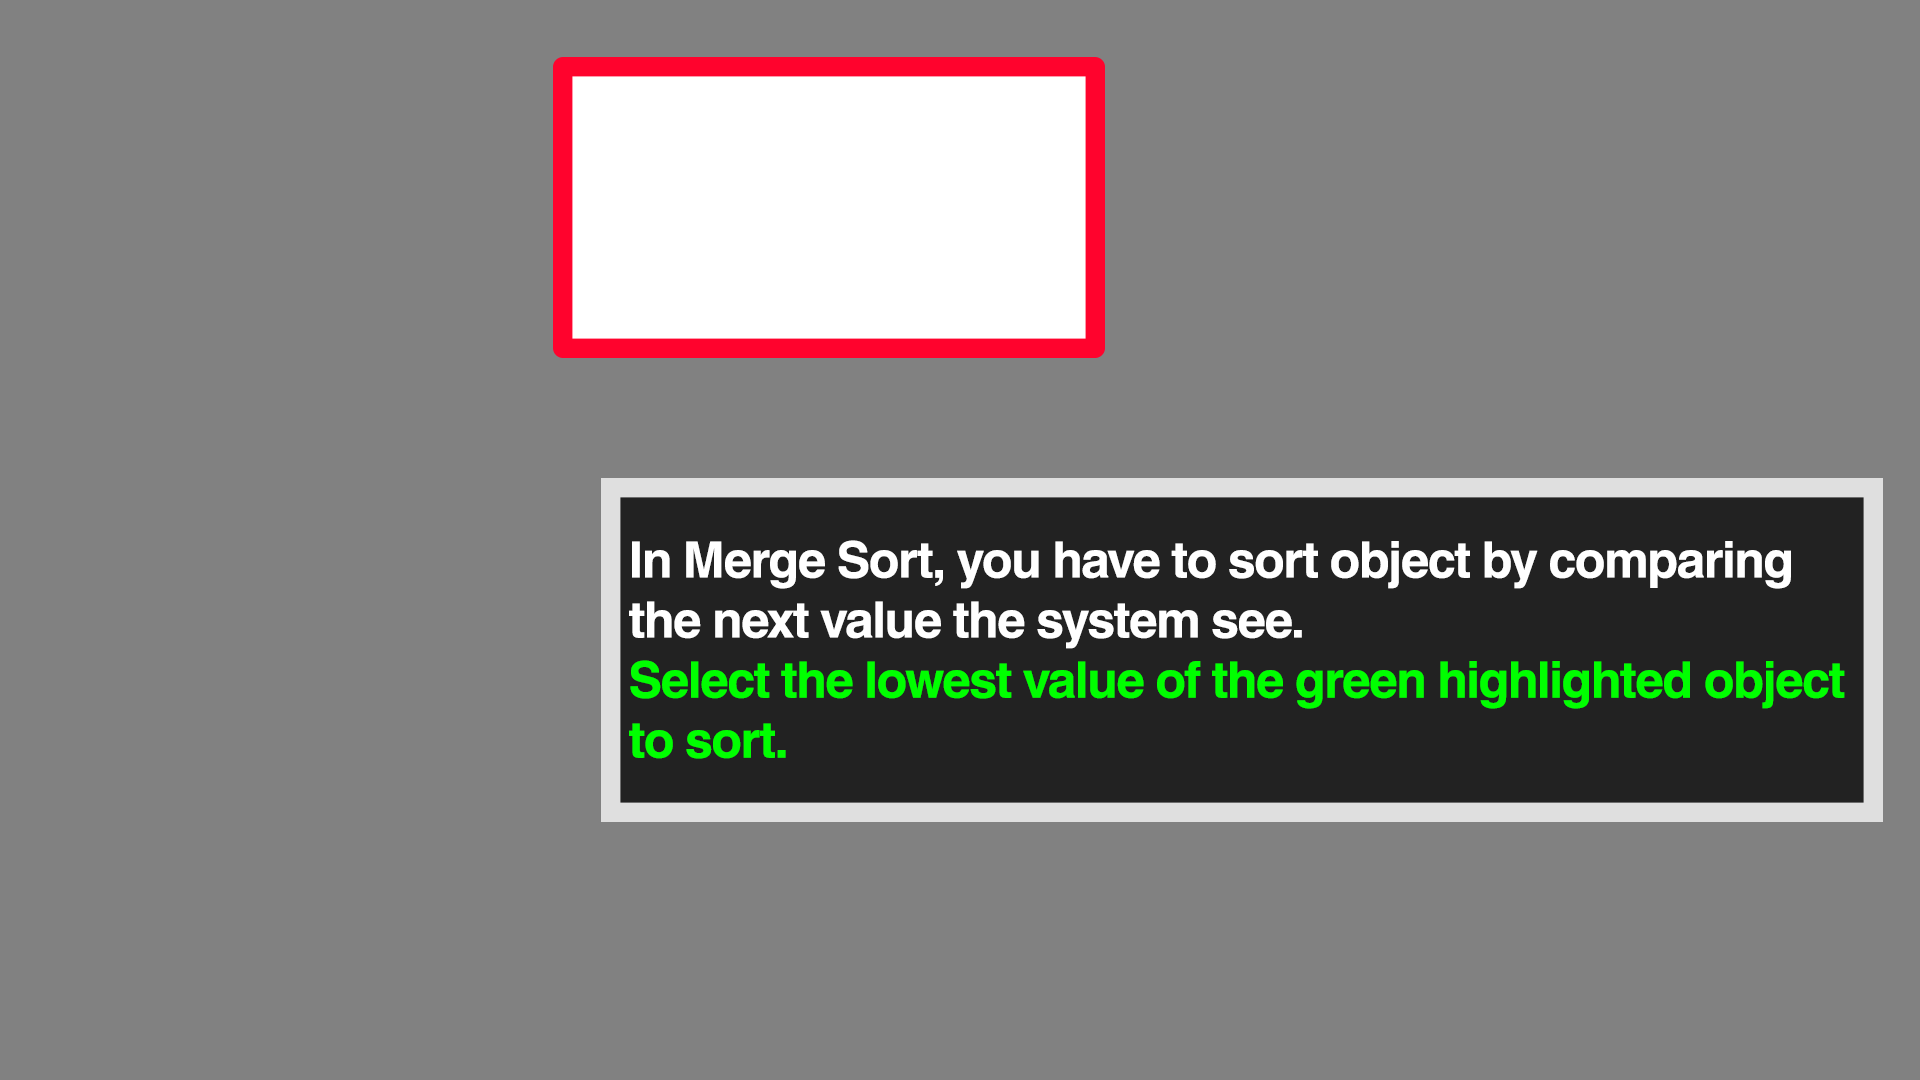 In Merge Sort, you have to sort object by comparing
the next value the system see.
Select the lowest value of the green highlighted object
to sort.